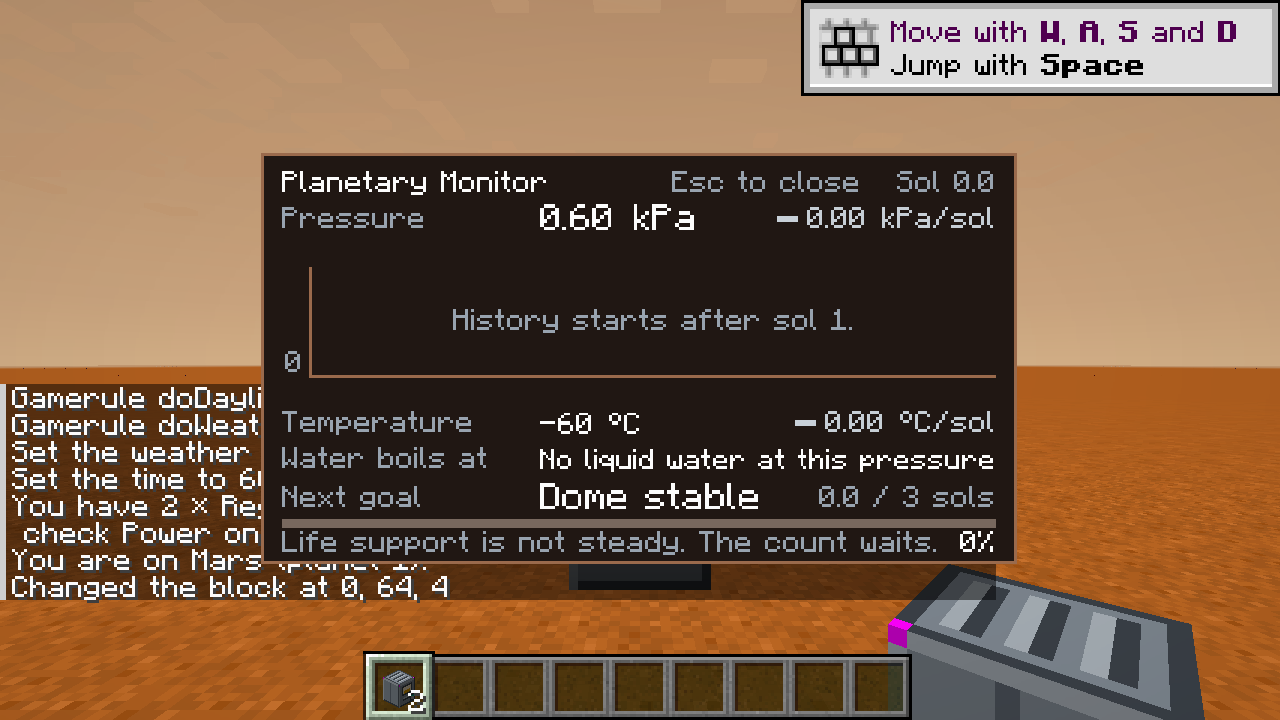 Move with W, A, S and D
Jump with Space
Planetary Monitor Esc to close Sol 0.0
Pressure 0.60 kPa 0.00 kPa/sol
History starts after sol 1.
0
Temperature -60 ºC 0.00 ºC/sol
Water boils at No liquid water at this pressure
Next goal Dome stable 0.0 / 3 sols
Life support is not steady. The count waits. 0%
Gamerule doDayli
Gamerule doWeat
Set the weather
Set the time to 6
You have 2 × Re
check Power on
You are on Mars (planet 1).
Changed the block at 0, 64, 4
2